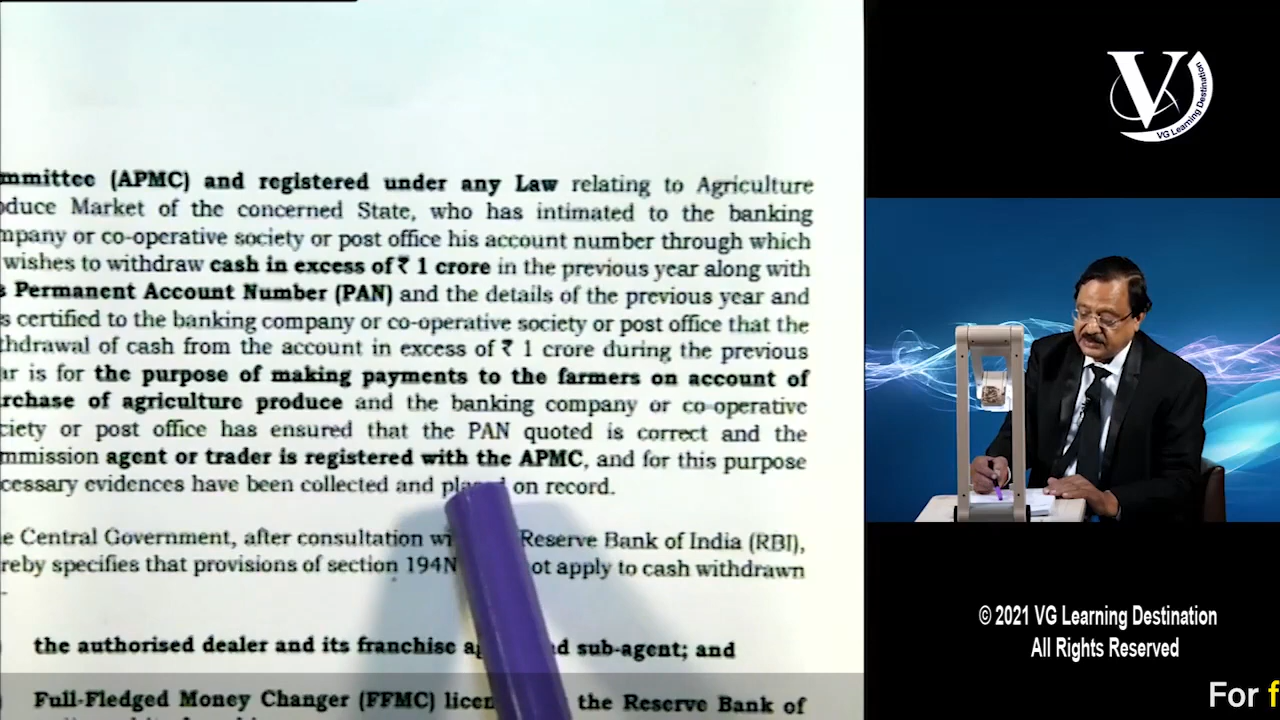 mmittee (APMC) and registered under any Law relating to Agriculture
oduce Market of the concerned State, who has intimated to the banking
mpany or co-operative society or post office his account number through which
wishes to withdraw cash in excess of ₹ 1 crore in the previous year along with
s Permanent Account Number (PAN) and the details of the previous year and
s certified to the banking company or co-operative society or post office that the
thdrawal of cash from the account in excess of ₹ 1 crore during the previous
ar is for the purpose of making payments to the farmers on account of
rchase of agriculture produce and the banking company or co-operative
ciety or post office has ensured that the PAN quoted is correct and the
mmission agent or trader is registered with the APMC, and for this purpose
cessary evidences have been collected and on record.
e Central Government, after consultation Reserve Bank of India (RBI),
reby specifies that provisions of section 194N ot apply to cash withdrawn
the authorised dealer and its franchise sub-agent; and
Full-Fledged Money Changer (FFMC) the Reserve Bank of
V
VG Learning Destination
© 2021 VG Learning Destination
All Rights Reserved
For f